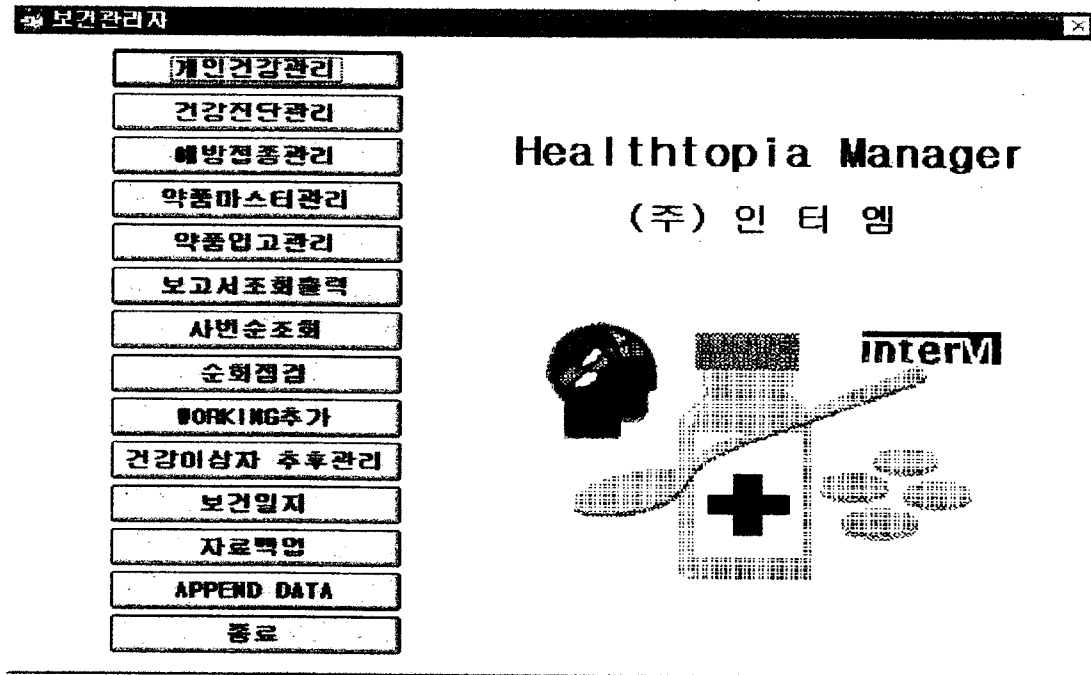 보건관리자
개인건강관리
건강진단관리
예방접종관리
약품마스터관리
약품입고관리
보고서조회출력
사번순조회
순회점검
WORKING추가
건강이상자 추후관리
보건일지
자료백업
APPEND DATA
종료
Healthtopia Manager
(주) 인 터 엠
interM